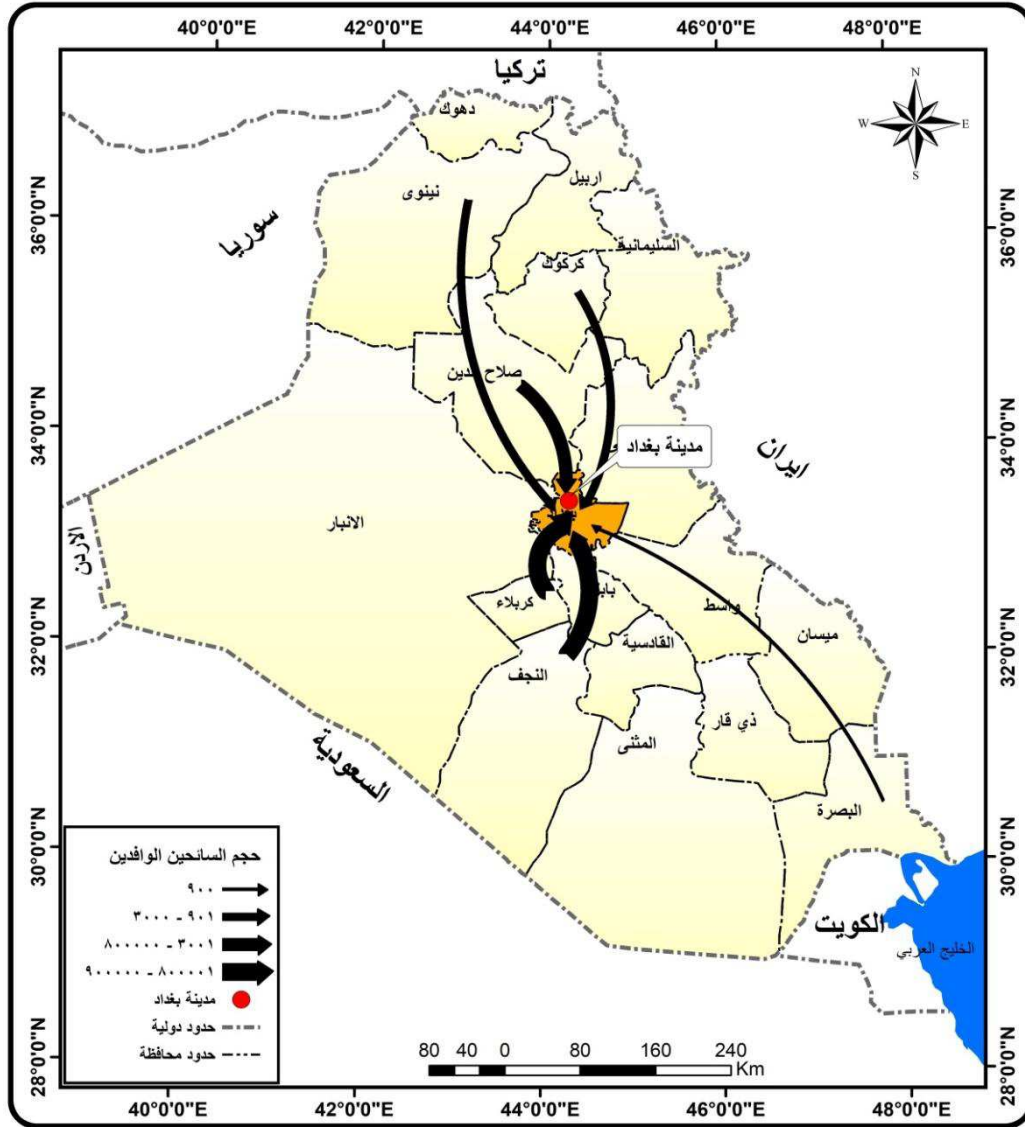 40°0'0"E
42°0'0"E
44°0'0"E
46°0'0"E
48°0'0"E
تركيا
N
W
E
S
دهوك
اربيل
نينوى
36°0'0"N
36°0'0"N
سوريا
السليمانية
كركوك
صلاح الدين
34°0'0"N
34°0'0"N
مدينة بغداد
ايران
الانبار
الاردن
كربلاء
واسط
ميسان
32°0'0"N
32°0'0"N
القادسية
النجف
ذي قار
المثنى
السعودية
البصرة
30°0'0"N
30°0'0"N
الكويت
الخليج العربي
حجم السائحين الوافدين
٩٠٠
٩٠١ - ٣٠٠٠
٣٠٠١ - ٨٠٠٠٠٠
٨٠٠٠٠١ - ٩٠٠٠٠٠
مدينة بغداد
حدود دولية
حدود محافظة
80 40 0 80 160 240
Km
28°0'0"N
28°0'0"N
40°0'0"E
42°0'0"E
44°0'0"E
46°0'0"E
48°0'0"E